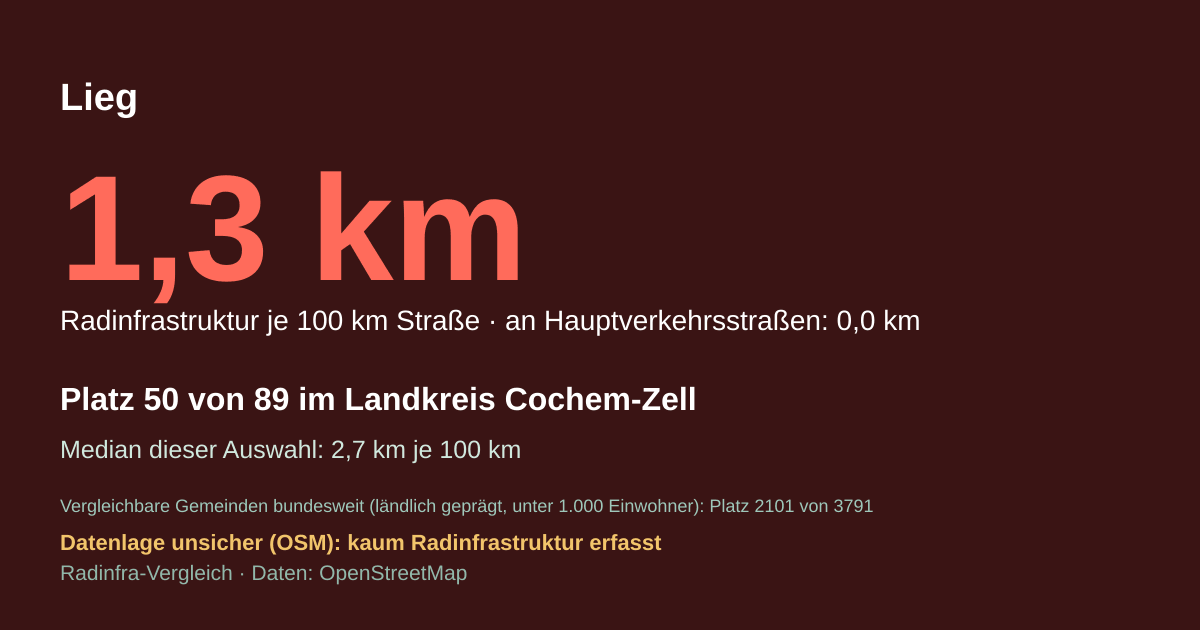 Lieg
1,3 km
Radinfrastruktur je 100 km Straße · an Hauptverkehrsstraßen: 0,0 km
Platz 50 von 89 im Landkreis Cochem-Zell
Median dieser Auswahl: 2,7 km je 100 km
Vergleichbare Gemeinden bundesweit (ländlich geprägt, unter 1.000 Einwohner): Platz 2101 von 3791
Datenlage unsicher (OSM): kaum Radinfrastruktur erfasst
Radinfra-Vergleich · Daten: OpenStreetMap